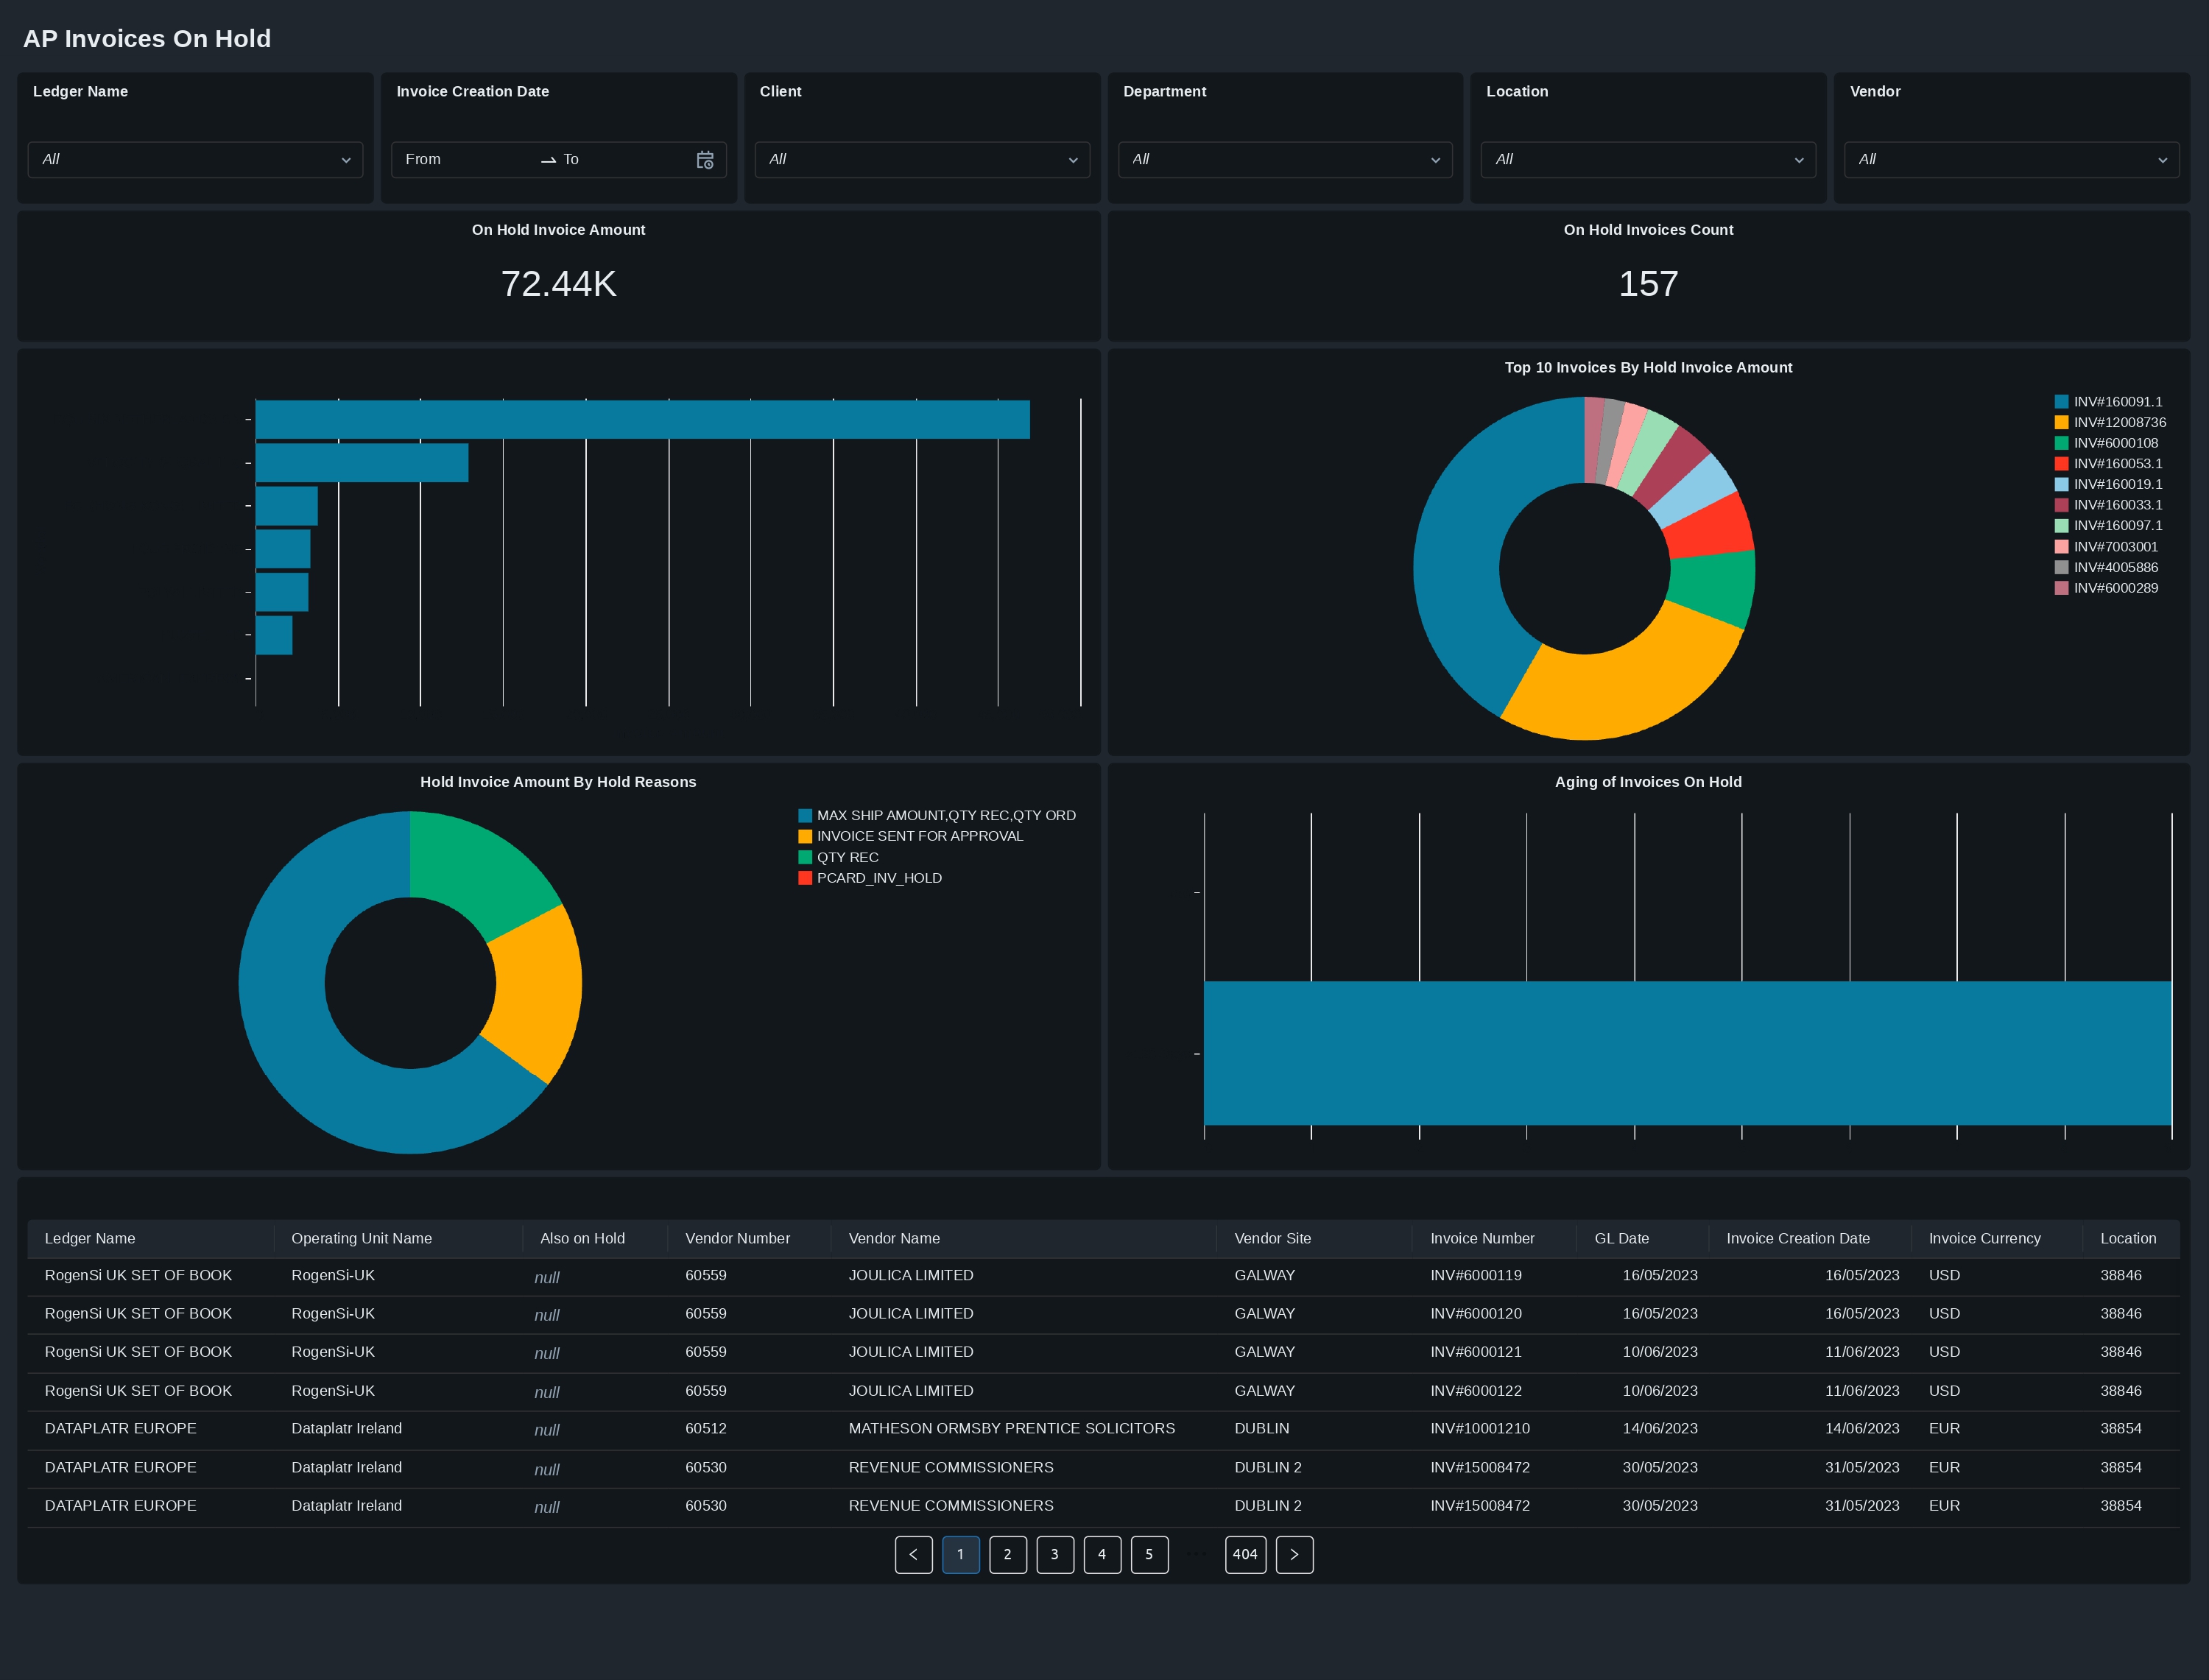 AP Invoices On Hold
Ledger Name
Invoice Creation Date
Client
Department
Location
Vendor
All
From
To
All
All
All
All
On Hold Invoice Amount
On Hold Invoices Count
72.44K
157
Top 10 Invoices By Hold Invoice Amount
INV#160091.1
INV#12008736
INV#6000108
INV#160053.1
INV#160019.1
INV#160033.1
INV#160097.1
INV#7003001
INV#4005886
INV#6000289
Hold Invoice Amount By Hold Reasons
MAX SHIP AMOUNT,QTY REC,QTY ORD
INVOICE SENT FOR APPROVAL
QTY REC
PCARD_INV_HOLD
Aging of Invoices On Hold
Ledger Name Operating Unit Name Also on Hold Vendor Number Vendor Name Vendor Site Invoice Number GL Date Invoice Creation Date Invoice Currency Location
RogenSi UK SET OF BOOK RogenSi-UK null 60559 JOULICA LIMITED GALWAY INV#6000119 16/05/2023 16/05/2023 USD 38846
RogenSi UK SET OF BOOK RogenSi-UK null 60559 JOULICA LIMITED GALWAY INV#6000120 16/05/2023 16/05/2023 USD 38846
RogenSi UK SET OF BOOK RogenSi-UK null 60559 JOULICA LIMITED GALWAY INV#6000121 10/06/2023 11/06/2023 USD 38846
RogenSi UK SET OF BOOK RogenSi-UK null 60559 JOULICA LIMITED GALWAY INV#6000122 10/06/2023 11/06/2023 USD 38846
DATAPLATR EUROPE Dataplatr Ireland null 60512 MATHESON ORMSBY PRENTICE SOLICITORS DUBLIN INV#10001210 14/06/2023 14/06/2023 EUR 38854
DATAPLATR EUROPE Dataplatr Ireland null 60530 REVENUE COMMISSIONERS DUBLIN 2 INV#15008472 30/05/2023 31/05/2023 EUR 38854
DATAPLATR EUROPE Dataplatr Ireland null 60530 REVENUE COMMISSIONERS DUBLIN 2 INV#15008472 30/05/2023 31/05/2023 EUR 38854
1 2 3 4 5 404